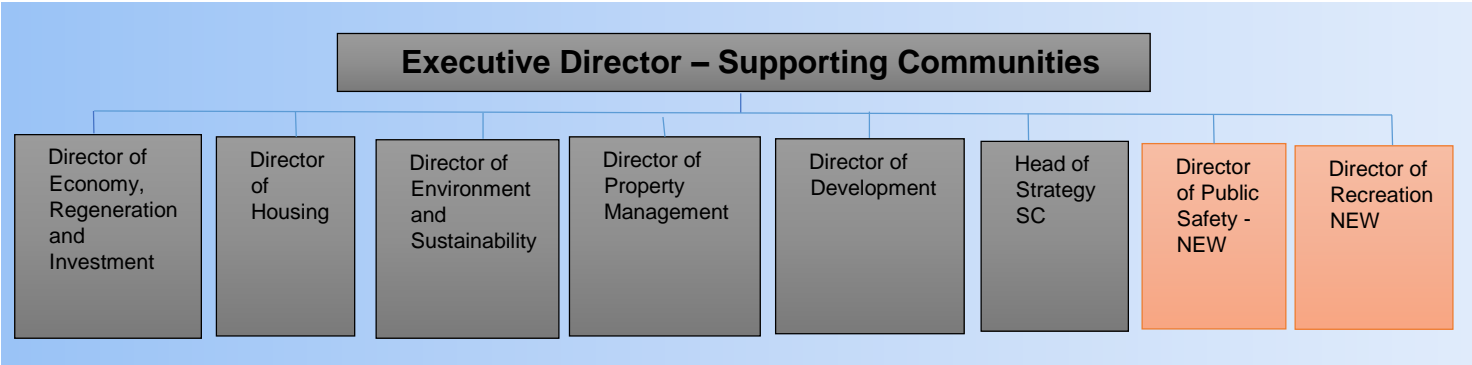 Executive Director – Supporting Communities
Director of
Economy,
Regeneration
and
Investment
Director
of
Housing
Director of
Environment
and
Sustainability
Director of
Property
Management
Director of
Development
Head of
Strategy
SC
Director
of Public
Safety -
NEW
Director of
Recreation
NEW